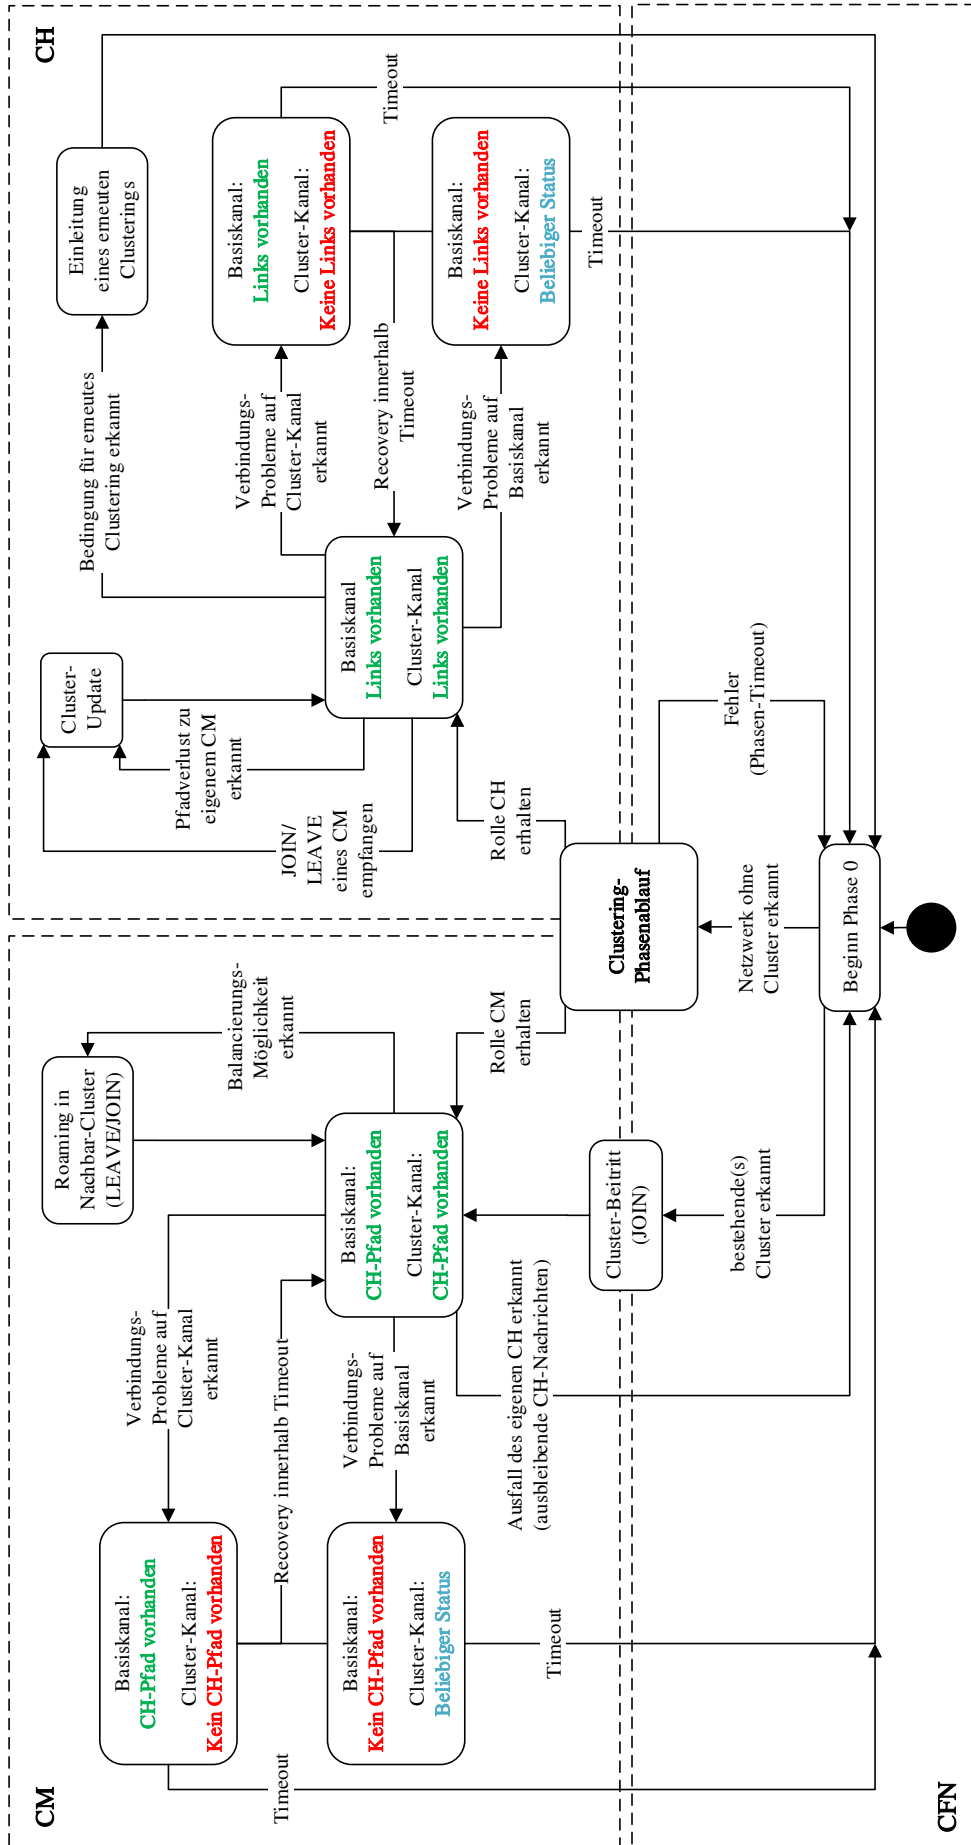 CM
Basiskanal:
CH-Pfad vorhanden
Cluster-Kanal:
Kein CH-Pfad vorhanden
Timeout
Verbindungs-
Probleme auf
Cluster-Kanal
erkannt
Recovery innerhalb Timeout
Basiskanal:
Kein CH-Pfad vorhanden
Cluster-Kanal:
Beliebiger Status
Timeout
Verbindungs-
Probleme auf
Basiskanal
erkannt
Roaming in
Nachbar-Cluster
(LEAVE/JOIN)
Balancierungs-
Möglichkeit
erkannt
Basiskanal:
CH-Pfad vorhanden
Cluster-Kanal:
CH-Pfad vorhanden
Ausfall des eigenen CH erkannt
(ausbleibende CH-Nachrichten)
Rolle CM
erhalten
Cluster-Beitritt
(JOIN)
bestehende(s)
Cluster erkannt
CH
Cluster-
Update
Pfadverlust zu
eigenem CM
erkannt
JOIN/
LEAVE
eines CM
empfangen
Bedingung für erneutes
Clustering erkannt
Einleitung
eines erneuten
Clusterings
Basiskanal
Links vorhanden
Cluster-Kanal
Links vorhanden
Verbindungs-
Probleme auf
Cluster-Kanal
erkannt
Basiskanal:
Links vorhanden
Cluster-Kanal:
Keine Links vorhanden
Timeout
Recovery innerhalb
Timeout
Verbindungs-
Probleme auf
Basiskanal
erkannt
Basiskanal:
Keine Links vorhanden
Cluster-Kanal:
Beliebiger Status
Timeout
Rolle CH
erhalten
Clustering-
Phasenablauf
Fehler
(Phasen-Timeout)
Netzwerk ohne
Cluster erkannt
Beginn Phase 0
CFN